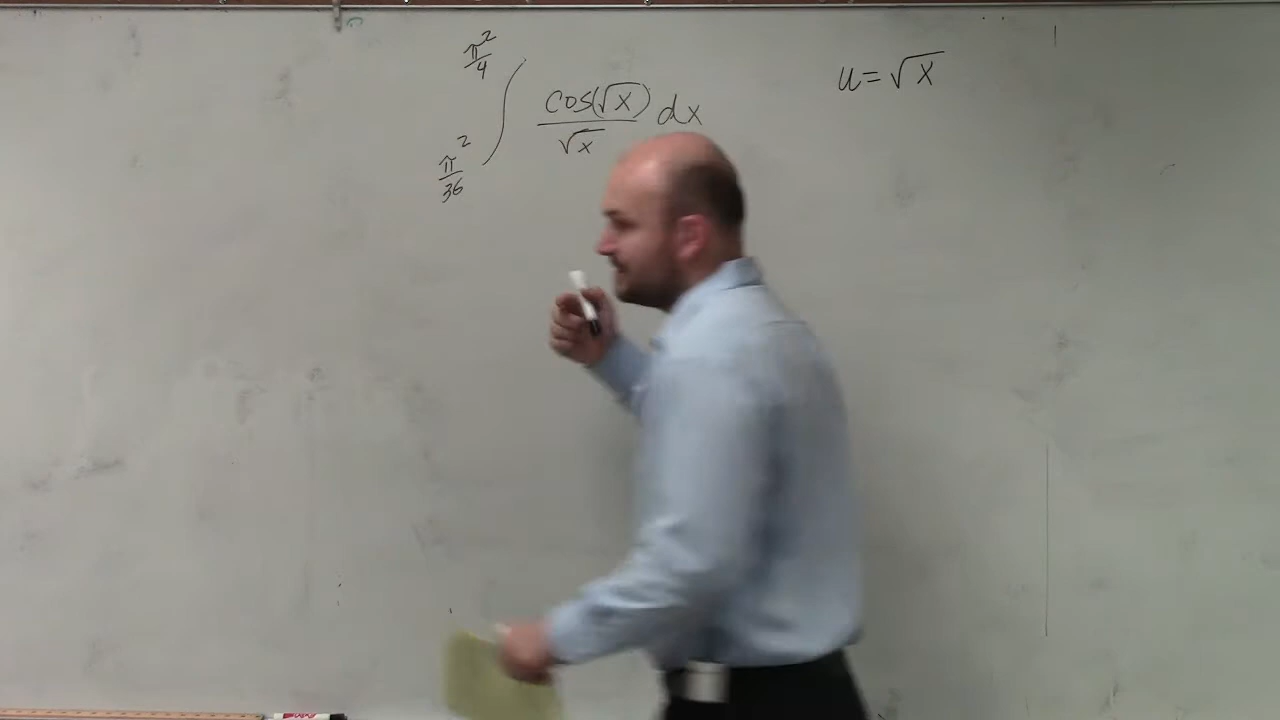 ∫_{π²/36}^{π²/4} cos(√x)/√x dx
u=√x